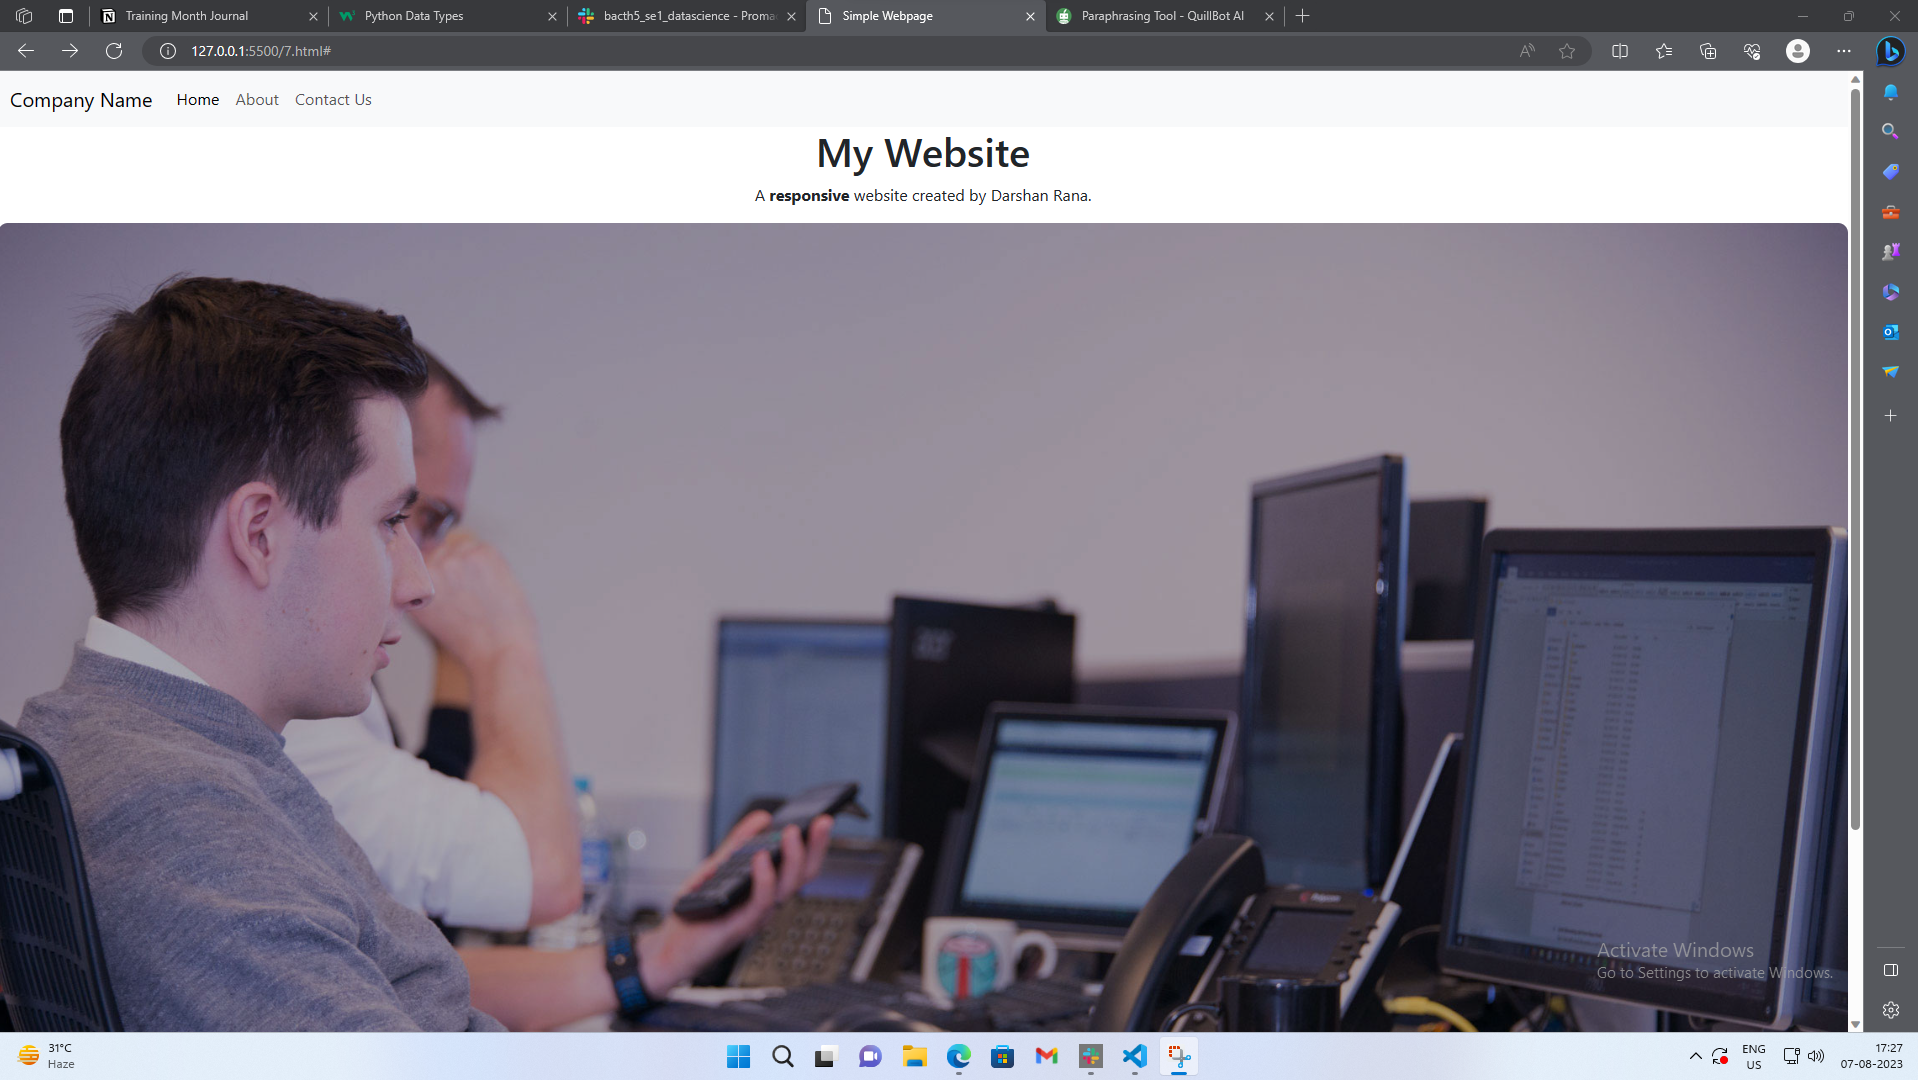 Training Month Journal
Python Data Types
bacth5_se1_datascience - Proma
Simple Webpage
Paraphrasing Tool - QuillBot AI
127.0.0.1:5500/7.html#
Company Name
Home
About
Contact Us
My Website
A responsive website created by Darshan Rana.
acer
Polycom
Activate Windows
Go to Settings to activate Windows.
31°C
Haze
ENG
US
17:27
07-08-2023